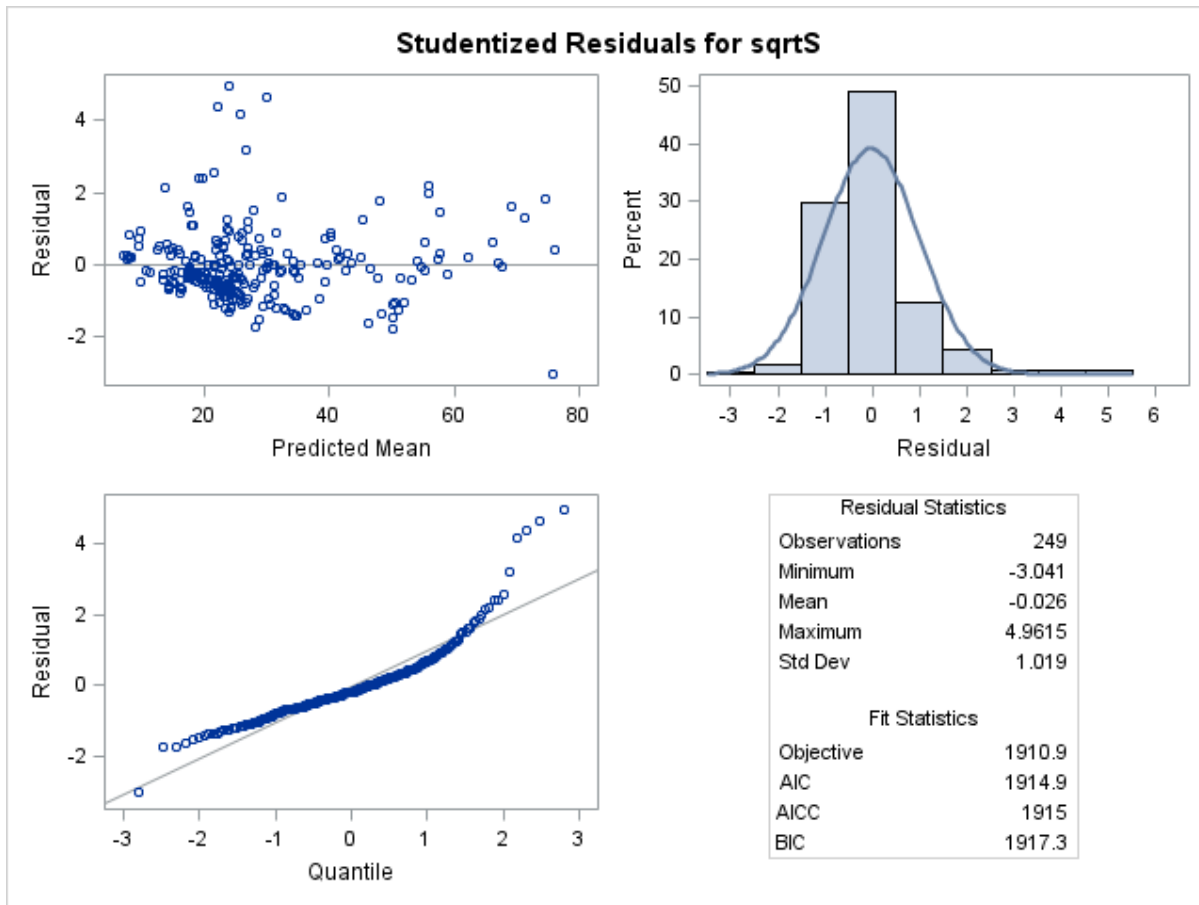 Studentized Residuals for sqrtS
4
2
0
-2
Residual
20 40 60 80
Predicted Mean
50
40
30
20
10
0
Percent
-3 -2 -1 0 1 2 3 4 5 6
Residual
4
2
0
-2
Residual
-3 -2 -1 0 1 2 3
Quantile
Residual Statistics
Observations 249
Minimum -3.041
Mean -0.026
Maximum 4.9615
Std Dev 1.019
Fit Statistics
Objective 1910.9
AIC 1914.9
AICC 1915
BIC 1917.3